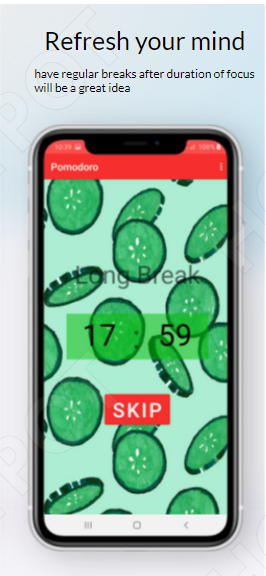 Refresh your mind
have regular breaks after duration of focus
will be a great idea
10:39
100%
Pomodoro
Long Break
17 : 59
SKIP